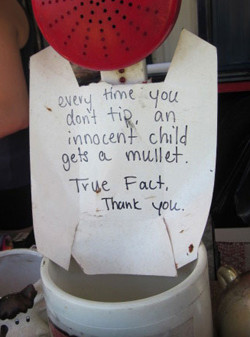 every time you
don't tip, an
innocent child
gets a mullet.
True Fact,
Thank you.